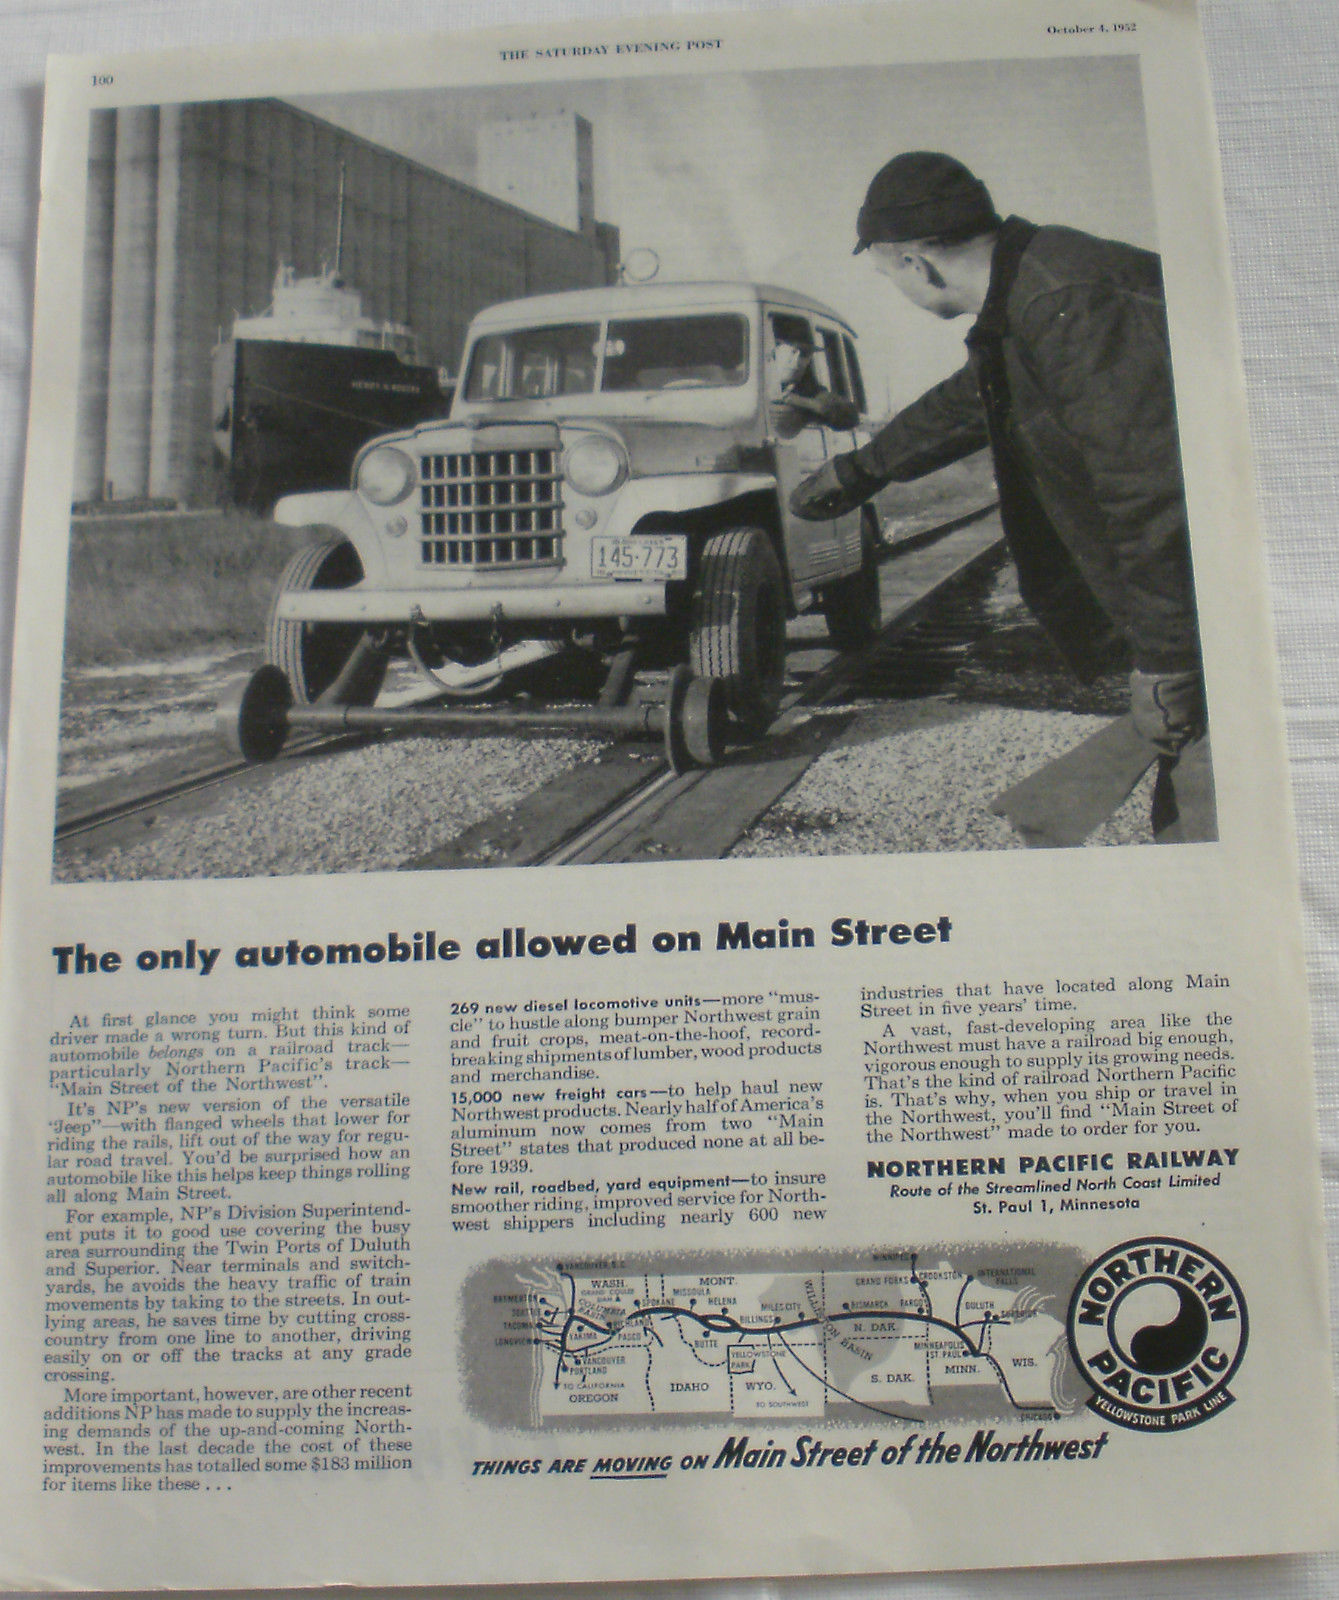 100
THE SATURDAY EVENING POST
October 4, 1952
145-773
The only automobile allowed on Main Street
At first glance you might think some
driver made a wrong turn. But this kind of
automobile belongs on a railroad track—
particularly Northern Pacific's track—
"Main Street of the Northwest".
It's NP's new version of the versatile
'Jeep"—with flanged wheels that lower for
riding the rails, lift out of the way for regu-
lar road travel. You'd be surprised how an
automobile like this helps keep things rolling
all along Main Street.
For example, NP's Division Superintend-
ent puts it to good use covering the busy
area surrounding the Twin Ports of Duluth
and Superior. Near terminals and switch-
yards, he avoids the heavy traffic of train
movements by taking to the streets. In out-
lying areas, he saves time by cutting cross-
country from one line to another, driving
easily on or off the tracks at any grade
crossing.
More important, however, are other recent
additions NP has made to supply the increas-
ing demands of the up-and-coming North-
west. In the last decade the cost of these
improvements has totalled some $183 million
for items like these . . .
269 new diesel locomotive units—more "mus-
cle" to hustle along bumper Northwest grain
and fruit crops, meat-on-the-hoof, record-
breaking shipments of lumber, wood products
and merchandise.
15,000 new freight cars—to help haul new
Northwest products. Nearly half of America's
aluminum now comes from two "Main
Street" states that produced none at all be-
fore 1939.
New rail, roadbed, yard equipment—to insure
smoother riding, improved service for North-
west shippers including nearly 600 new
industries that have located along Main
Street in five years' time.
A vast, fast-developing area like the
Northwest must have a railroad big enough,
vigorous enough to supply its growing needs.
That's the kind of railroad Northern Pacific
is. That's why, when you ship or travel in
the Northwest, you'll find "Main Street of
the Northwest" made to order for you.
NORTHERN PACIFIC RAILWAY
Route of the Streamlined North Coast Limited
St. Paul 1, Minnesota
VANCOUVER, B.C.
WINNIPEG
WASH.
GRAND COULEE
DAM
MONT.
GRAND FORKS
CROOKSTON
INTERNATIONAL
FALLS
BREMERTON
SEATTLE
TACOMA
LONGVIEW
COLUMBIA
BASIN
SPOKANE
MISSOULA
HELENA
MILES CITY
WILLISTON BASIN
BISMARCK
FARGO
DULUTH
SUPERIOR
YAKIMA
RICHLAND
PASCO
BUTTE
BILLINGS
N. DAK.
MINNEAPOLIS
ST. PAUL
VANCOUVER
PORTLAND
YELLOWSTONE
PARK
TO CALIFORNIA
OREGON
IDAHO
WYO.
TO SOUTHWEST
S. DAK.
MINN.
WIS.
CHICAGO
NORTHERN
PACIFIC
YELLOWSTONE PARK LINE
THINGS ARE MOVING ON Main Street of the Northwest